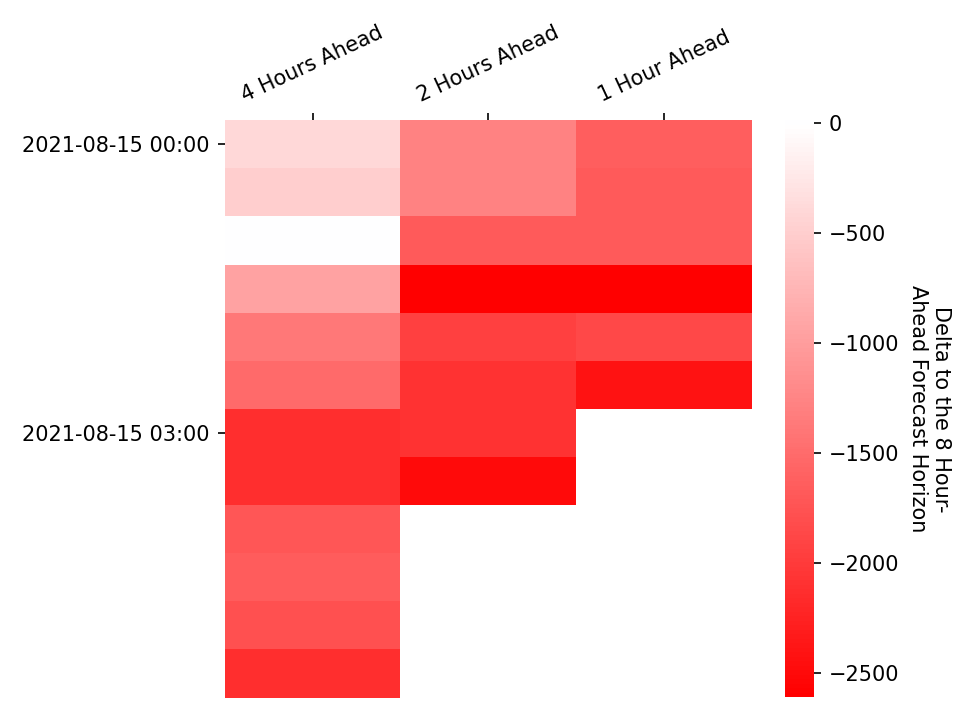 4 Hours Ahead
2 Hours Ahead
1 Hour Ahead
2021-08-15 00:00
2021-08-15 03:00
0
−500
−1000
−1500
−2000
−2500
Delta to the 8 Hour-
Ahead Forecast Horizon